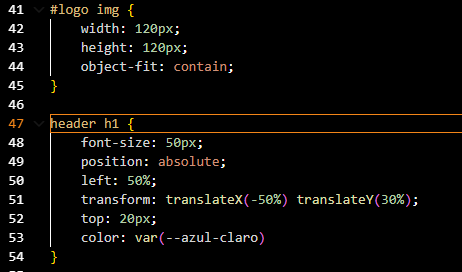 41 #logo img {
42     width: 120px;
43     height: 120px;
44     object-fit: contain;
45 }
46
47 header h1 {
48     font-size: 50px;
49     position: absolute;
50     left: 50%;
51     transform: translateX(-50%) translateY(30%);
52     top: 20px;
53     color: var(--azul-claro)
54 }